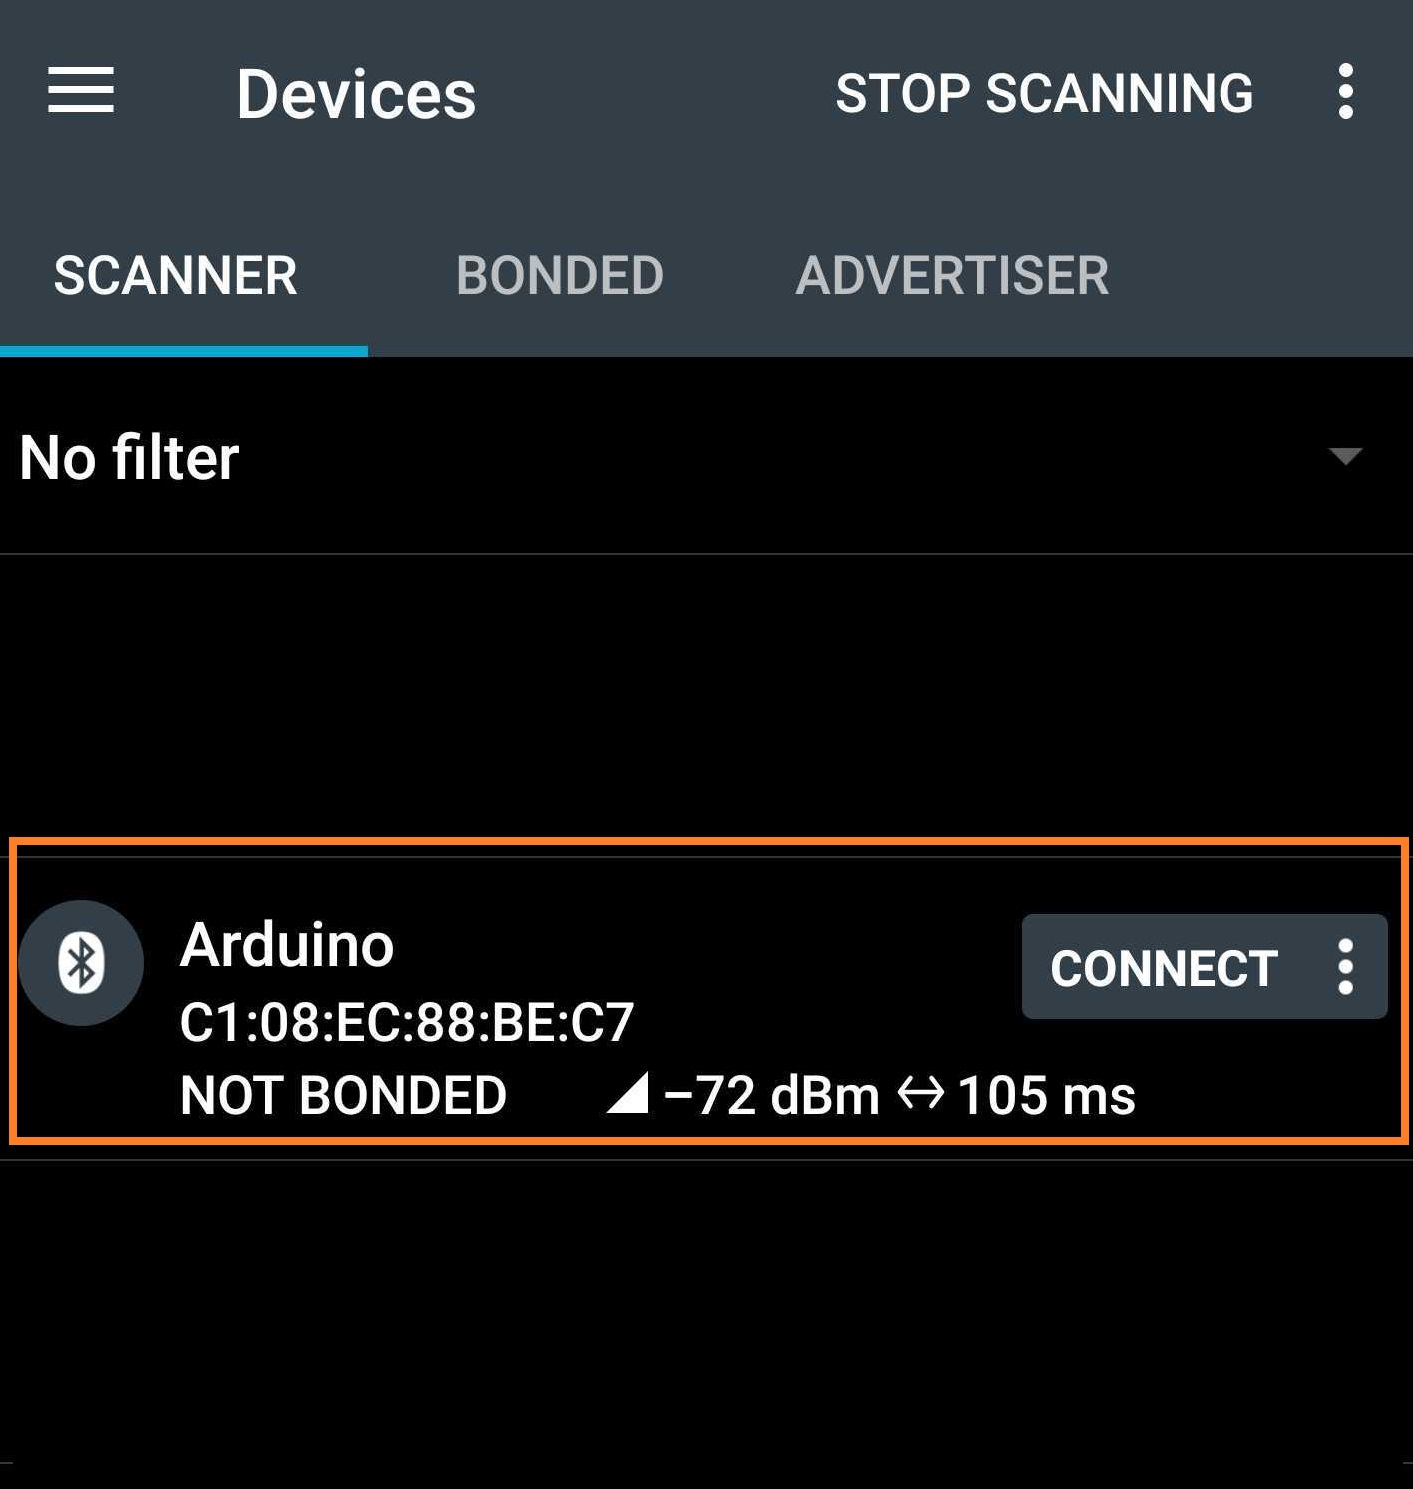 Devices STOP SCANNING
SCANNER BONDED ADVERTISER
No filter
Arduino
CONNECT
C1:08:EC:88:BE:C7
NOT BONDED −72 dBm ↔ 105 ms